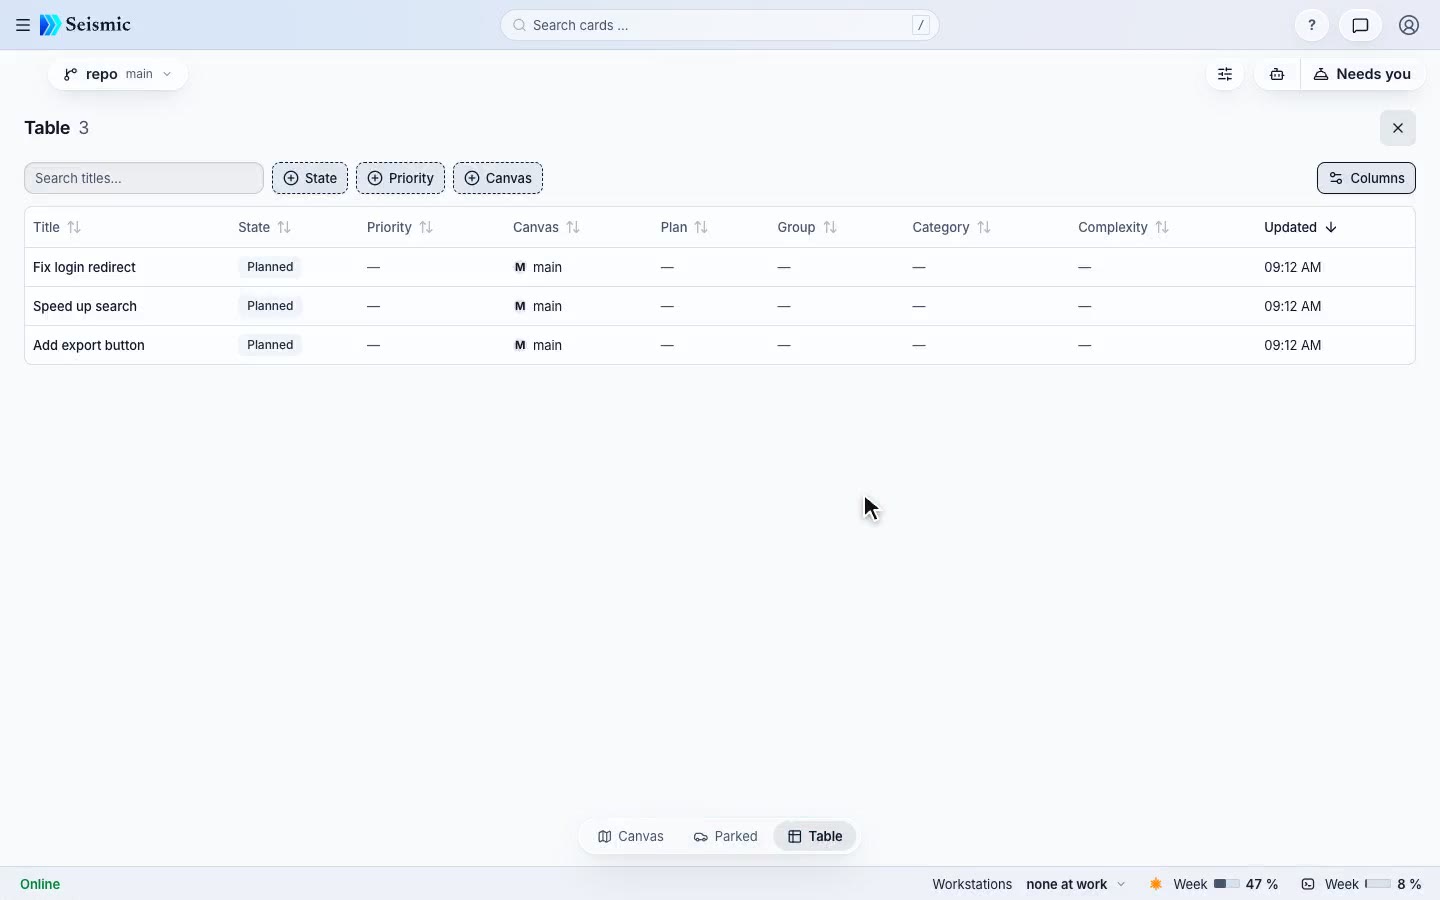 Seismic
Search cards ...
/
?
repo main
Needs you
Table 3
Search titles...
State
Priority
Canvas
Columns
Title State Priority Canvas Plan Group Category Complexity Updated
Fix login redirect Planned — M main — — — — 09:12 AM
Speed up search Planned — M main — — — — 09:12 AM
Add export button Planned — M main — — — — 09:12 AM
Canvas Parked Table
Online
Workstations none at work Week 47 % Week 8 %